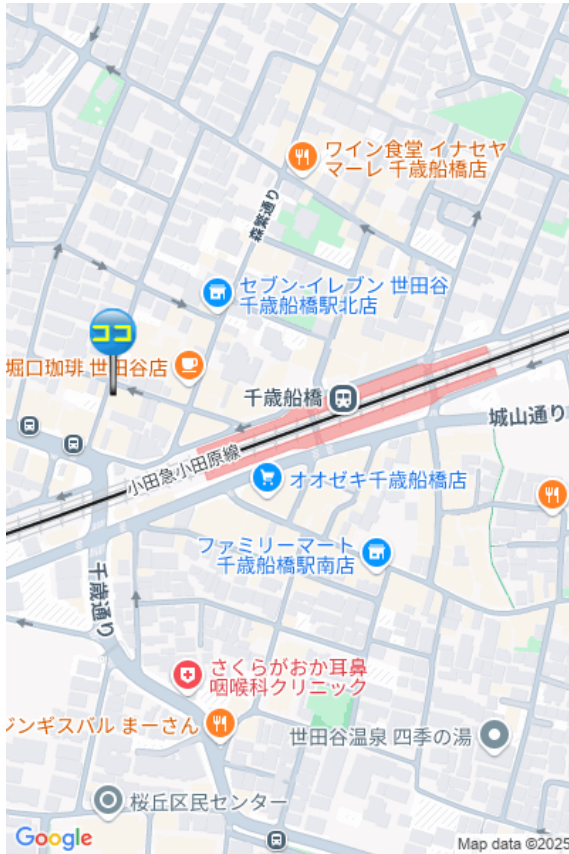 ワイン食堂 イナセヤ
マーレ 千歳船橋店
森繁通り
セブン-イレブン 世田谷
千歳船橋駅北店
ココ
堀口珈琲 世田谷店
千歳船橋
城山通り
小田急小田原線
オオゼキ千歳船橋店
ファミリーマート
千歳船橋駅南店
千歳通り
さくらがおか耳鼻
咽喉科クリニック
ジンギスバル まーさん
世田谷温泉 四季の湯
桜丘区民センター
Google
Map data ©2025